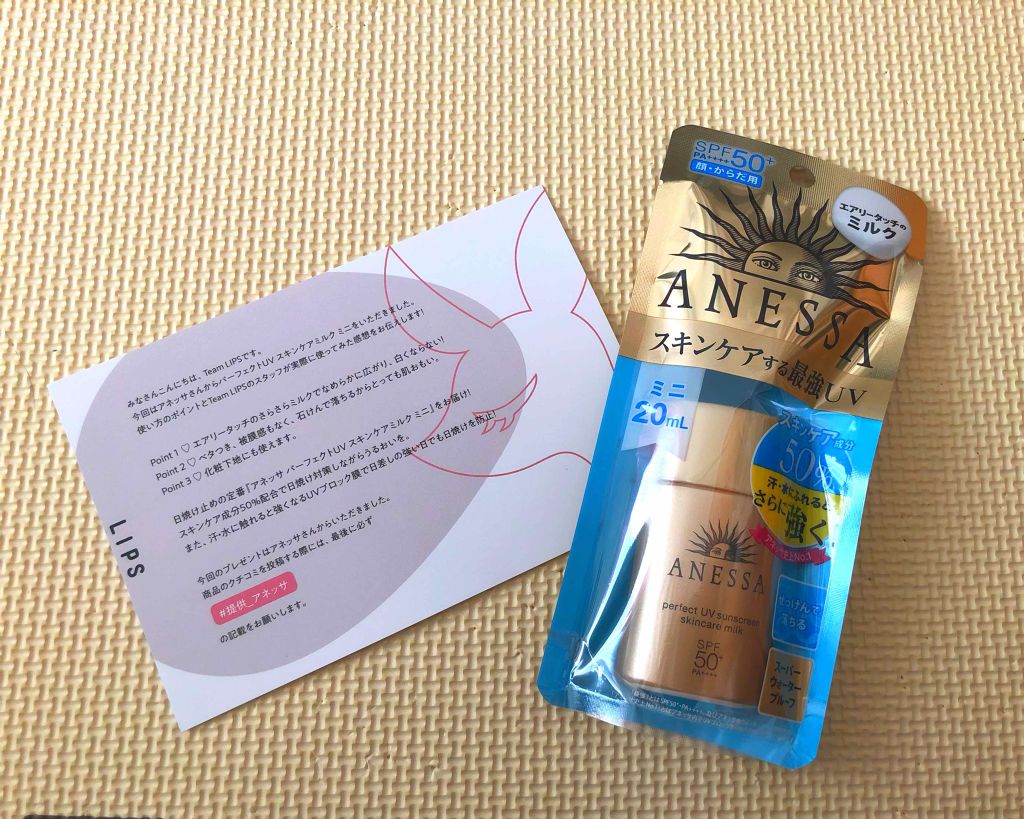 みなさんこんにちは、Team LIPSです。
今回はアネッサさんからパーフェクトUV スキンケアミルク ミニをいただきました。
使い方のポイントとTeam LIPSのスタッフが実際に使ってみた感想をお伝えします!
Point 1 ♡ エアリータッチのさらさらミルクでなめらかに広がり、白くならない!
Point 2 ♡ ベタつき、被膜感もなく、石けんで落ちるからとっても肌おもい。
Point 3 ♡ 化粧下地にも使えます。
日焼け止めの定番『アネッサ パーフェクトUV スキンケアミルク ミニ』をお届け!
スキンケア成分50%配合で日焼け対策しながらうるおいを。
また、汗・水に触れると強くなるUVブロック膜で日差しの強い日でも日焼けを防止!
今回のプレゼントはアネッサさんからいただきました。
商品のクチコミを投稿する際には、最後に必ず
#提供_アネッサ
の記載をお願いします。
LIPS
SPF50+
PA++++
顔・からだ用
エアリータッチの
ミルク
ANESSA
スキンケアする最強UV
ミニ
20mL
スキンケア成分
50%
汗・水にふれると
さらに強く
ANESSA
perfect UV sunscreen
skincare milk
SPF
50+
PA++++
せっけんで
落ちる
スーパー
ウォーター
プルーフ